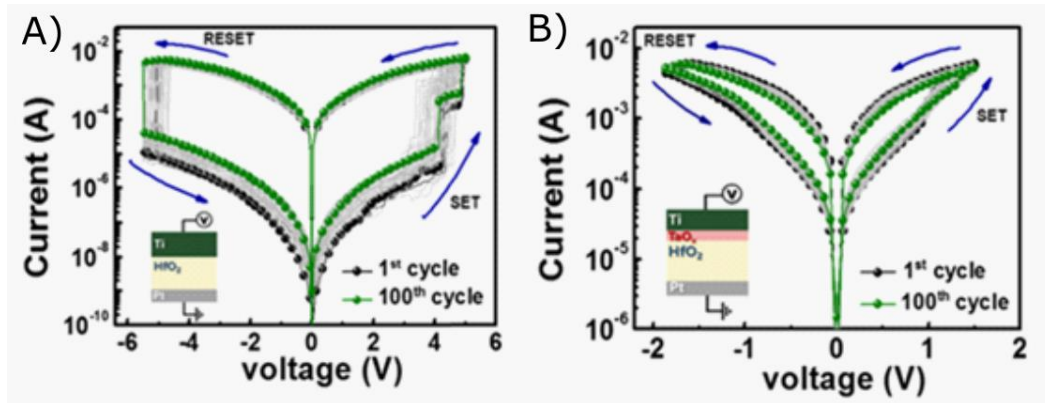 A)
Current (A)
10⁻²
10⁻⁴
10⁻⁶
10⁻⁸
10⁻¹⁰
RESET
SET
V
Ti
HfO₂
Pt
1ˢᵗ cycle
100ᵗʰ cycle
-6 -4 -2 0 2 4 6
voltage (V)
B)
Current (A)
10⁻²
10⁻³
10⁻⁴
10⁻⁵
10⁻⁶
RESET
SET
V
Ti
TaOₓ
HfO₂
Pt
1ˢᵗ cycle
100ᵗʰ cycle
-2 -1 0 1 2
voltage (V)